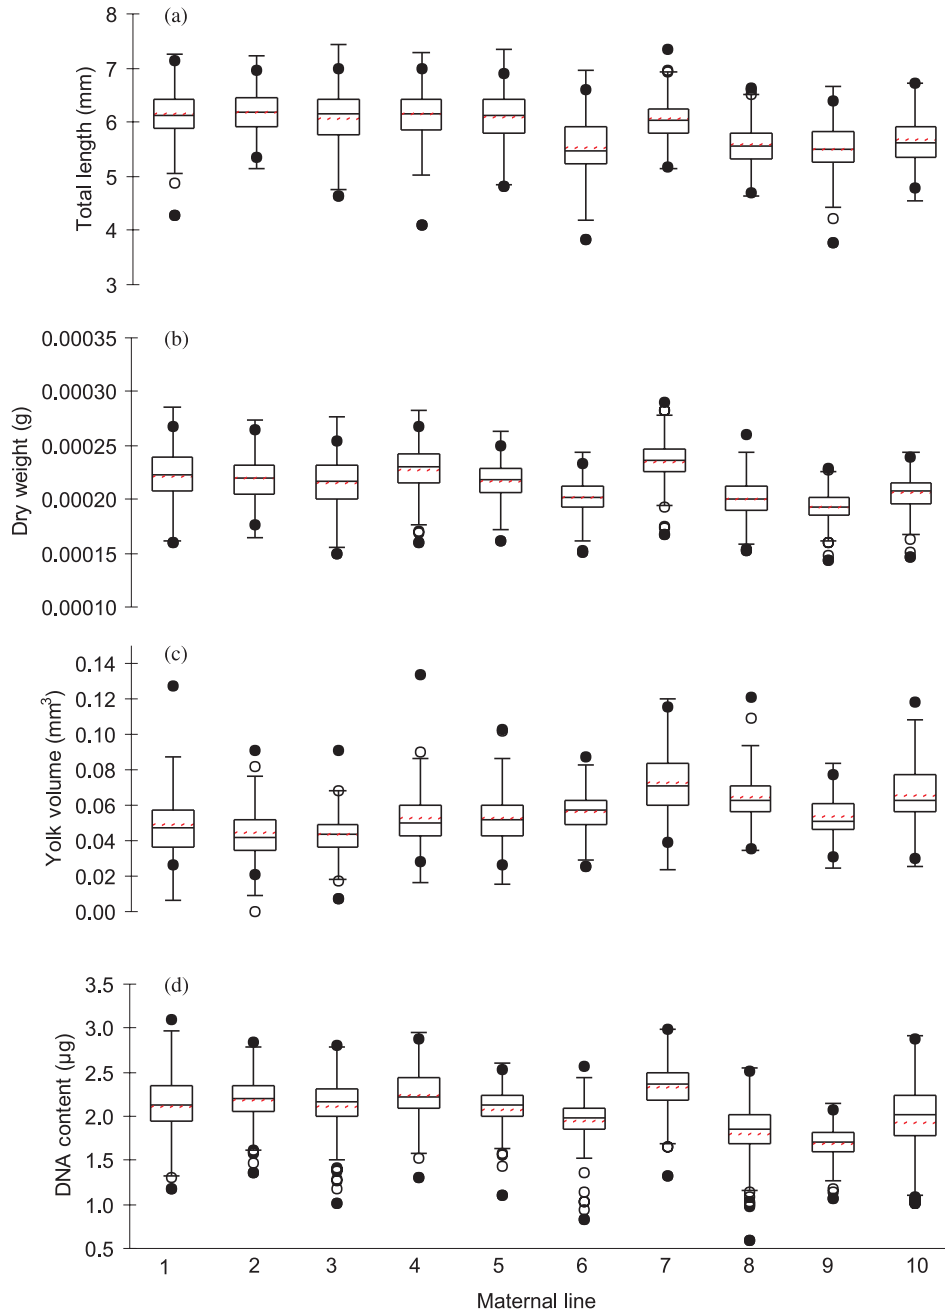 (a)
Total length (mm)
8
7
6
5
4
3
(b)
Dry weight (g)
0.00035
0.00030
0.00025
0.00020
0.00015
0.00010
(c)
Yolk volume (mm³)
0.14
0.12
0.10
0.08
0.06
0.04
0.02
0.00
(d)
DNA content (µg)
3.5
3.0
2.5
2.0
1.5
1.0
0.5
1 2 3 4 5 6 7 8 9 10
Maternal line